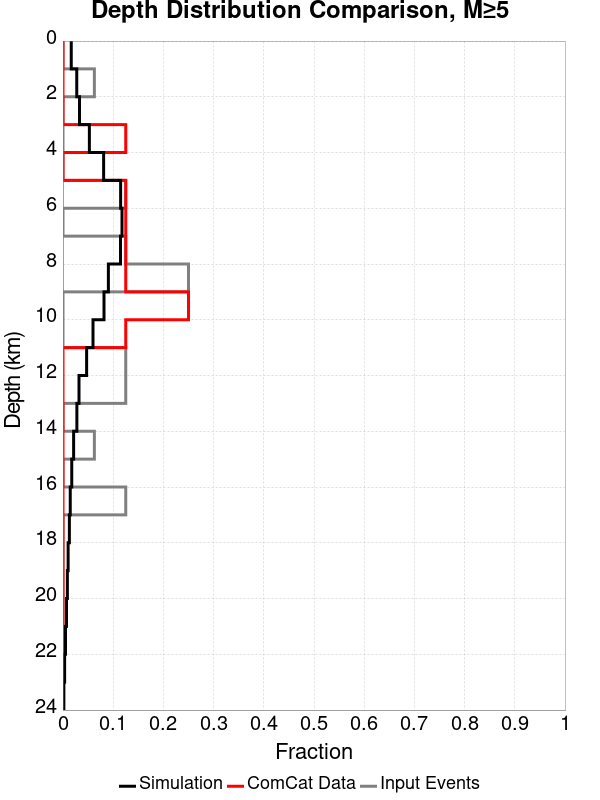 Depth Distribution Comparison, M≥5
0
2
4
6
8
10
12
14
16
18
20
22
24
Depth (km)
0 0.1 0.2 0.3 0.4 0.5 0.6 0.7 0.8 0.9 1
Fraction
Simulation ComCat Data Input Events